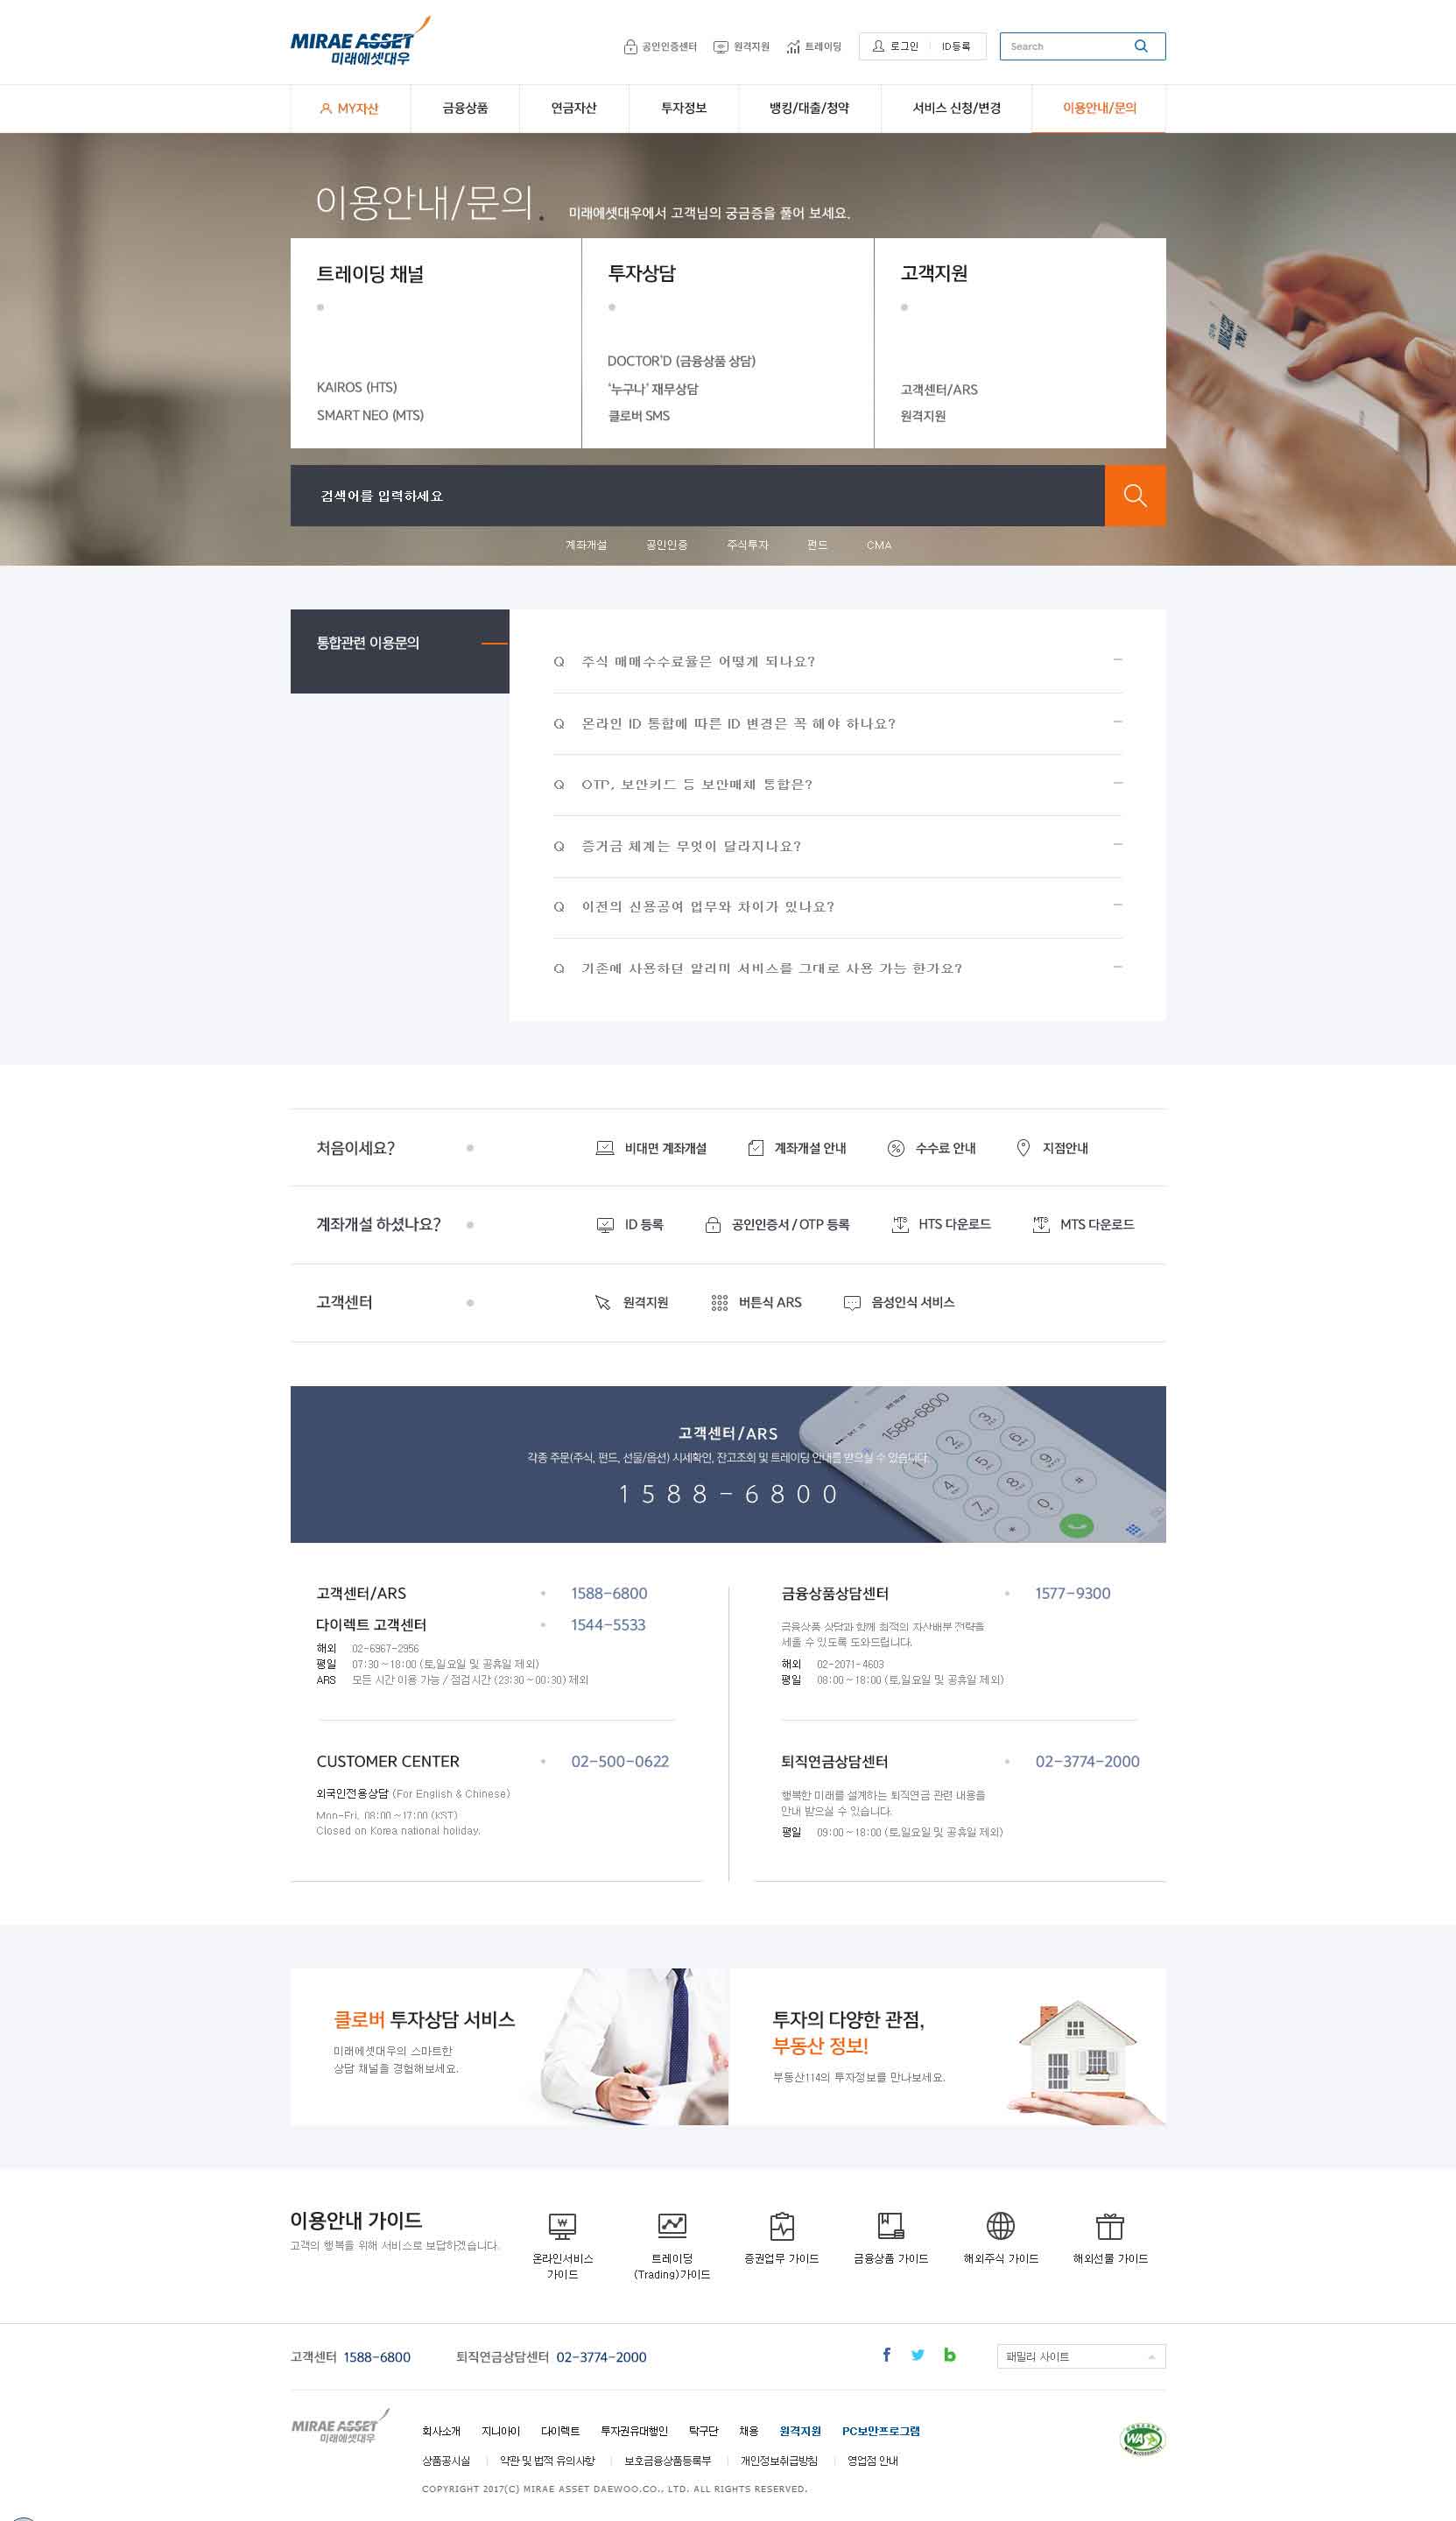 MIRAE ASSET
미래에셋대우
공인인증센터 원격지원 트레이딩 로그인 ID등록 Search
MY자산 금융상품 연금자산 투자정보 뱅킹/대출/청약 서비스 신청/변경 이용안내/문의
이용안내/문의. 미래에셋대우에서 고객님의 궁금증을 풀어 보세요.
트레이딩 채널
KAIROS (HTS)
SMART NEO (MTS)
투자상담
DOCTOR'D (금융상품 상담)
‘누구나’ 재무상담
클로버 SMS
고객지원
고객센터/ARS
원격지원
검색어를 입력하세요
계좌개설 공인인증 주식투자 펀드 CMA
통합관련 이용문의
Q 주식 매매수수료율은 어떻게 되나요?
Q 온라인 ID 통합에 따른 ID 변경은 꼭 해야 하나요?
Q OTP, 보안카드 등 보안매체 통합은?
Q 증거금 체계는 무엇이 달라지나요?
Q 이전의 신용공여 업무와 차이가 있나요?
Q 기존에 사용하던 알리미 서비스를 그대로 사용 가능 한가요?
처음이세요? 비대면 계좌개설 계좌개설 안내 수수료 안내 지점안내
계좌개설 하셨나요? ID 등록 공인인증서 / OTP 등록 HTS HTS 다운로드 MTS MTS 다운로드
고객센터 원격지원 버튼식 ARS 음성인식 서비스
고객센터/ARS
각종 주문(주식, 펀드, 선물/옵션) 시세확인, 잔고조회 및 트레이딩 안내를 받으실 수 있습니다.
1588-6800
1588-6800
고객센터/ARS 1588-6800
다이렉트 고객센터 1544-5533
해외 02-6967-2956
평일 07:30 ~ 18:00 (토,일요일 및 공휴일 제외)
ARS 모든 시간 이용 가능 / 점검시간 (23:30 ~ 00:30) 제외
금융상품상담센터 1577-9300
금융상품 상담과 함께 최적의 자산배분 전략을
세울 수 있도록 도와드립니다.
해외 02-2071-4603
평일 08:00 ~ 18:00 (토,일요일 및 공휴일 제외)
CUSTOMER CENTER 02-500-0622
외국인전용상담 (For English & Chinese)
Mon-Fri, 08:00 ~ 17:00 (KST)
Closed on Korea national holiday.
퇴직연금상담센터 02-3774-2000
행복한 미래를 설계하는 퇴직연금 관련 내용을
안내 받으실 수 있습니다.
평일 09:00 ~ 18:00 (토,일요일 및 공휴일 제외)
클로버 투자상담 서비스
미래에셋대우의 스마트한
상담 채널을 경험해보세요.
투자의 다양한 관점,
부동산 정보!
부동산114의 투자정보를 만나보세요.
이용안내 가이드
고객의 행복을 위해 서비스로 보답하겠습니다.
온라인서비스
가이드
트레이딩
(Trading)가이드
증권업무 가이드
금융상품 가이드
해외주식 가이드
해외선물 가이드
고객센터 1588-6800 퇴직연금상담센터 02-3774-2000 패밀리 사이트
MIRAE ASSET
미래에셋대우
회사소개 지니아이 다이렉트 투자권유대행인 탁구단 채용 원격지원 PC보안프로그램
상품공시실 약관 및 법적 유의사항 보호금융상품등록부 개인정보취급방침 영업점 안내
COPYRIGHT 2017(C) MIRAE ASSET DAEWOO.CO., LTD. ALL RIGHTS RESERVED.